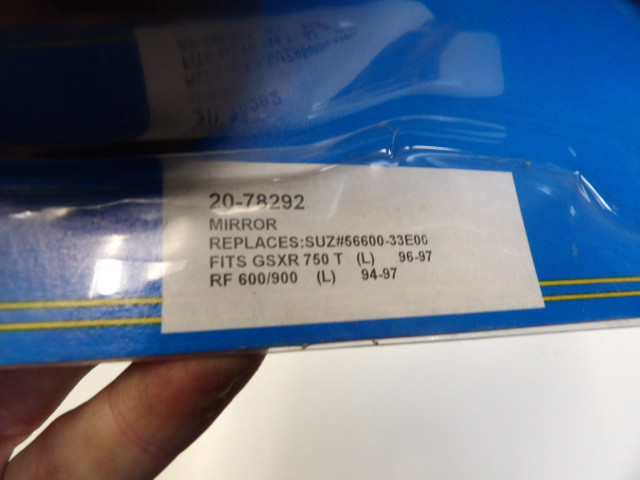 20-78292
MIRROR
REPLACES:SUZ#56600-33E00
FITS GSXR 750 T (L) 96-97
RF 600/900 (L) 94-97